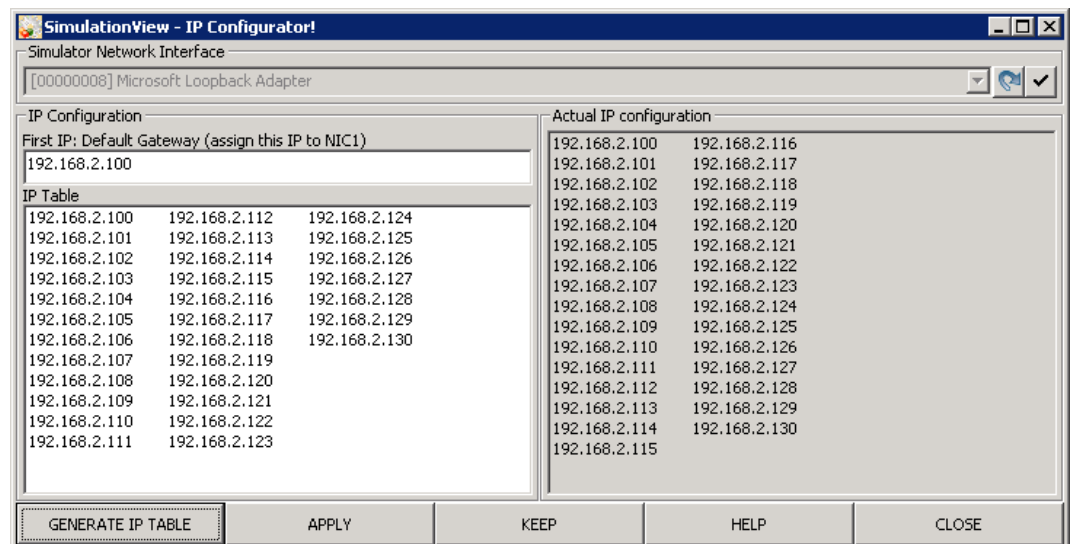 SimulationView - IP Configurator!
Simulator Network Interface
[00000008] Microsoft Loopback Adapter
IP Configuration
First IP: Default Gateway (assign this IP to NIC1)
192.168.2.100
IP Table
192.168.2.100 192.168.2.112 192.168.2.124
192.168.2.101 192.168.2.113 192.168.2.125
192.168.2.102 192.168.2.114 192.168.2.126
192.168.2.103 192.168.2.115 192.168.2.127
192.168.2.104 192.168.2.116 192.168.2.128
192.168.2.105 192.168.2.117 192.168.2.129
192.168.2.106 192.168.2.118 192.168.2.130
192.168.2.107 192.168.2.119
192.168.2.108 192.168.2.120
192.168.2.109 192.168.2.121
192.168.2.110 192.168.2.122
192.168.2.111 192.168.2.123
Actual IP configuration
192.168.2.100 192.168.2.116
192.168.2.101 192.168.2.117
192.168.2.102 192.168.2.118
192.168.2.103 192.168.2.119
192.168.2.104 192.168.2.120
192.168.2.105 192.168.2.121
192.168.2.106 192.168.2.122
192.168.2.107 192.168.2.123
192.168.2.108 192.168.2.124
192.168.2.109 192.168.2.125
192.168.2.110 192.168.2.126
192.168.2.111 192.168.2.127
192.168.2.112 192.168.2.128
192.168.2.113 192.168.2.129
192.168.2.114 192.168.2.130
192.168.2.115
GENERATE IP TABLE APPLY KEEP HELP CLOSE